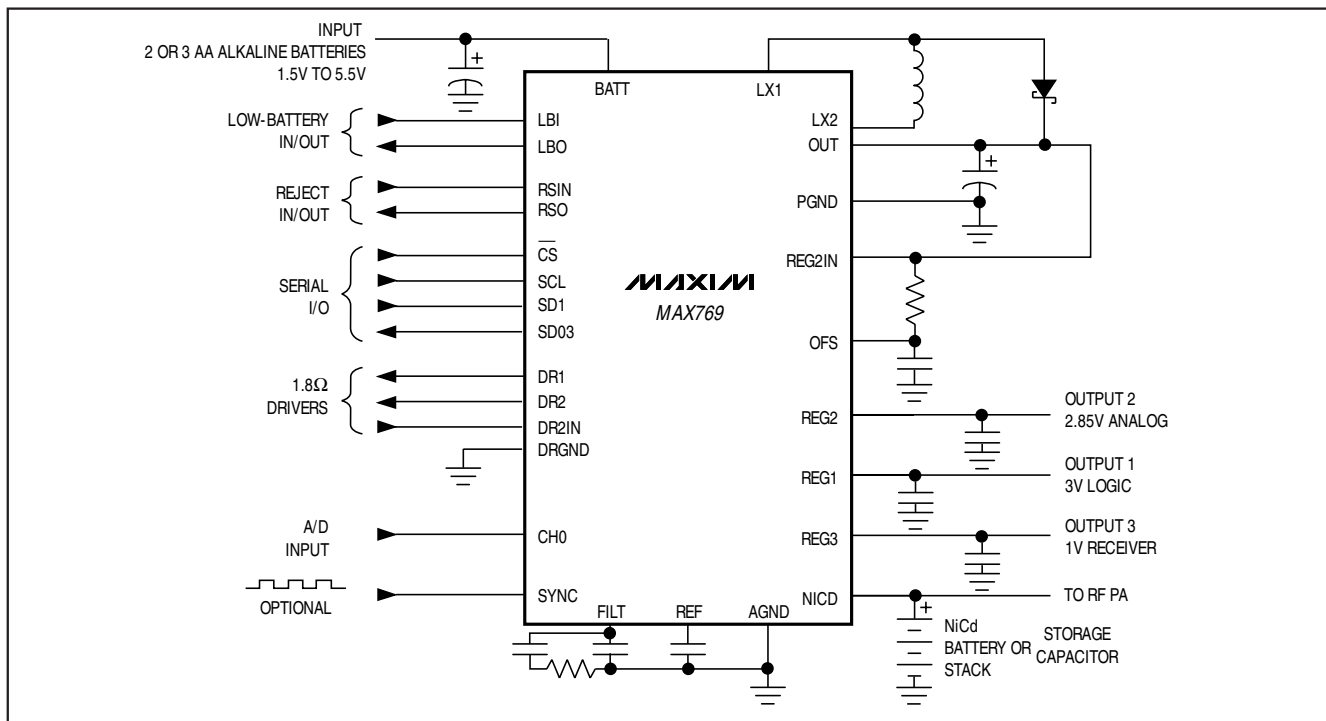 INPUT
2 OR 3 AA ALKALINE BATTERIES
1.5V TO 5.5V
LOW-BATTERY
IN/OUT
REJECT
IN/OUT
SERIAL
I/O
1.8Ω
DRIVERS
A/D
INPUT
OPTIONAL
BATT
LX1
LBI
LBO
RSIN
RSO
CS
SCL
SD1
SD03
DR1
DR2
DR2IN
DRGND
CH0
SYNC
FILT
REF
AGND
MAXIM
MAX769
LX2
OUT
PGND
REG2IN
OFS
REG2
REG1
REG3
NICD
+
+
+
OUTPUT 2
2.85V ANALOG
OUTPUT 1
3V LOGIC
OUTPUT 3
1V RECEIVER
TO RF PA
NiCd
BATTERY OR
STACK
STORAGE
CAPACITOR